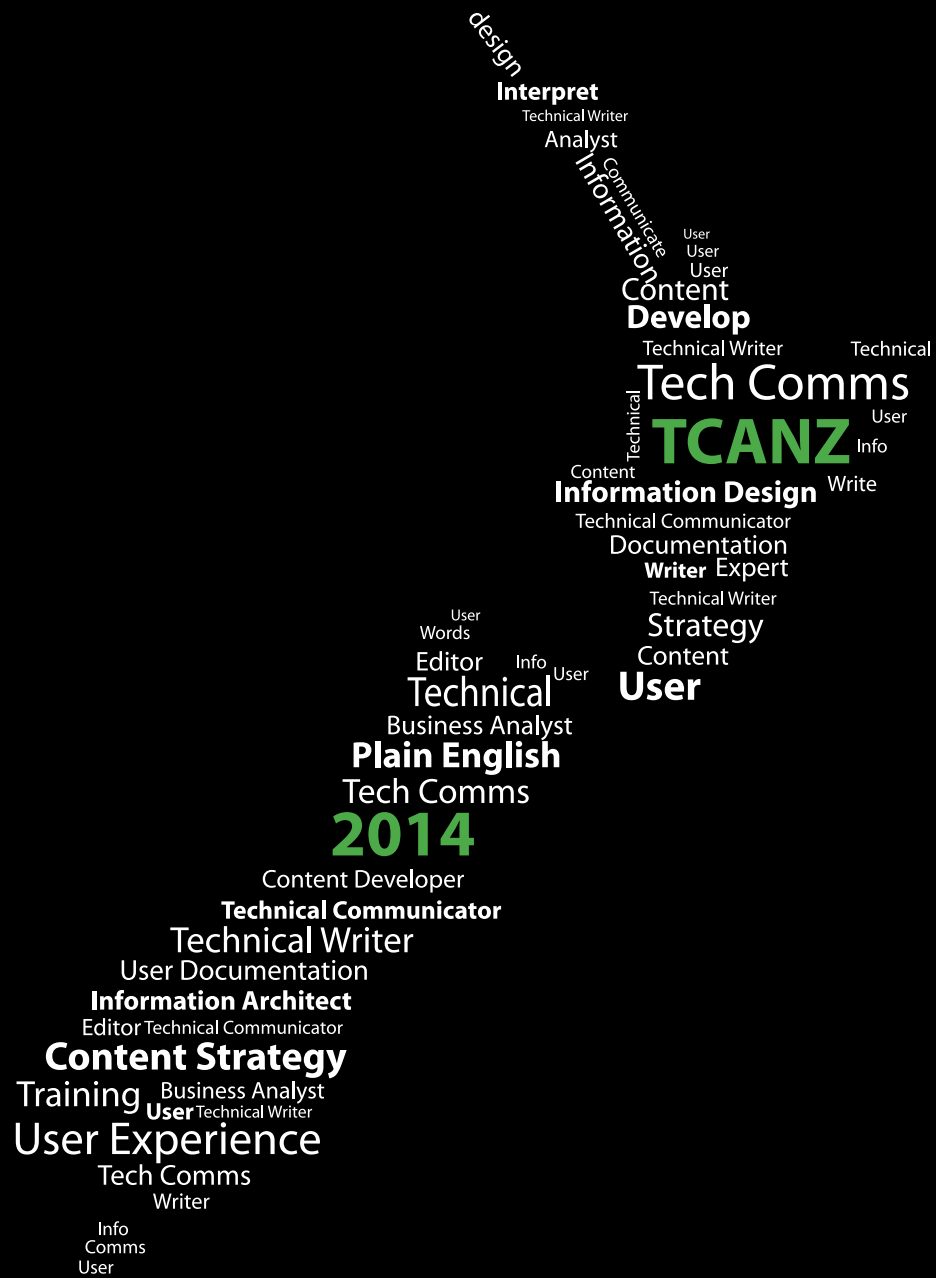 design
Interpret
Technical Writer
Analyst
Information
Communicate
User
User
User
Content
Develop
Technical Writer
Technical
Tech Comms
Technical
TCANZ
User
Info
Content
Information Design
Write
Technical Communicator
Documentation
Writer Expert
Technical Writer
Strategy
Content
User
User
Words
Editor
Info
User
Technical
Business Analyst
Plain English
Tech Comms
2014
Content Developer
Technical Communicator
Technical Writer
User Documentation
Information Architect
Editor Technical Communicator
Content Strategy
Training
Business Analyst
User Technical Writer
User Experience
Tech Comms
Writer
Info
Comms
User